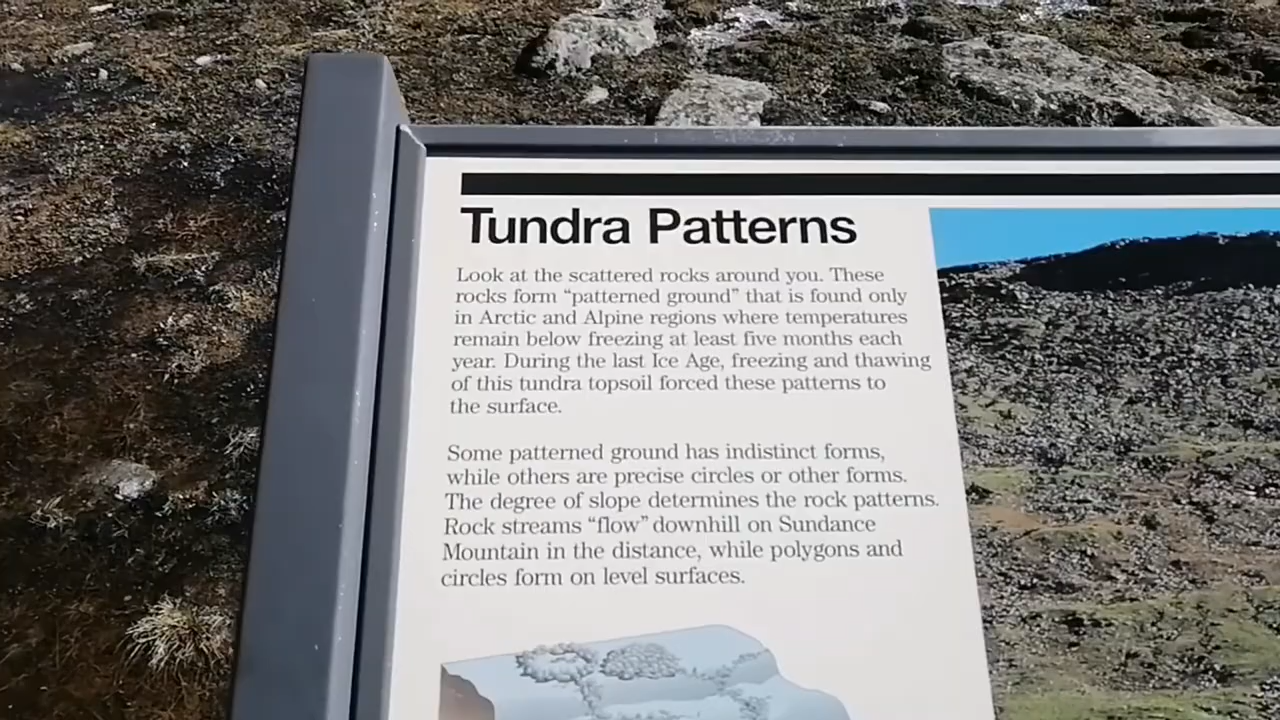 Tundra Patterns
Look at the scattered rocks around you. These
rocks form “patterned ground” that is found only
in Arctic and Alpine regions where temperatures
remain below freezing at least five months each
year. During the last Ice Age, freezing and thawing
of this tundra topsoil forced these patterns to
the surface.
Some patterned ground has indistinct forms,
while others are precise circles or other forms.
The degree of slope determines the rock patterns.
Rock streams “flow” downhill on Sundance
Mountain in the distance, while polygons and
circles form on level surfaces.